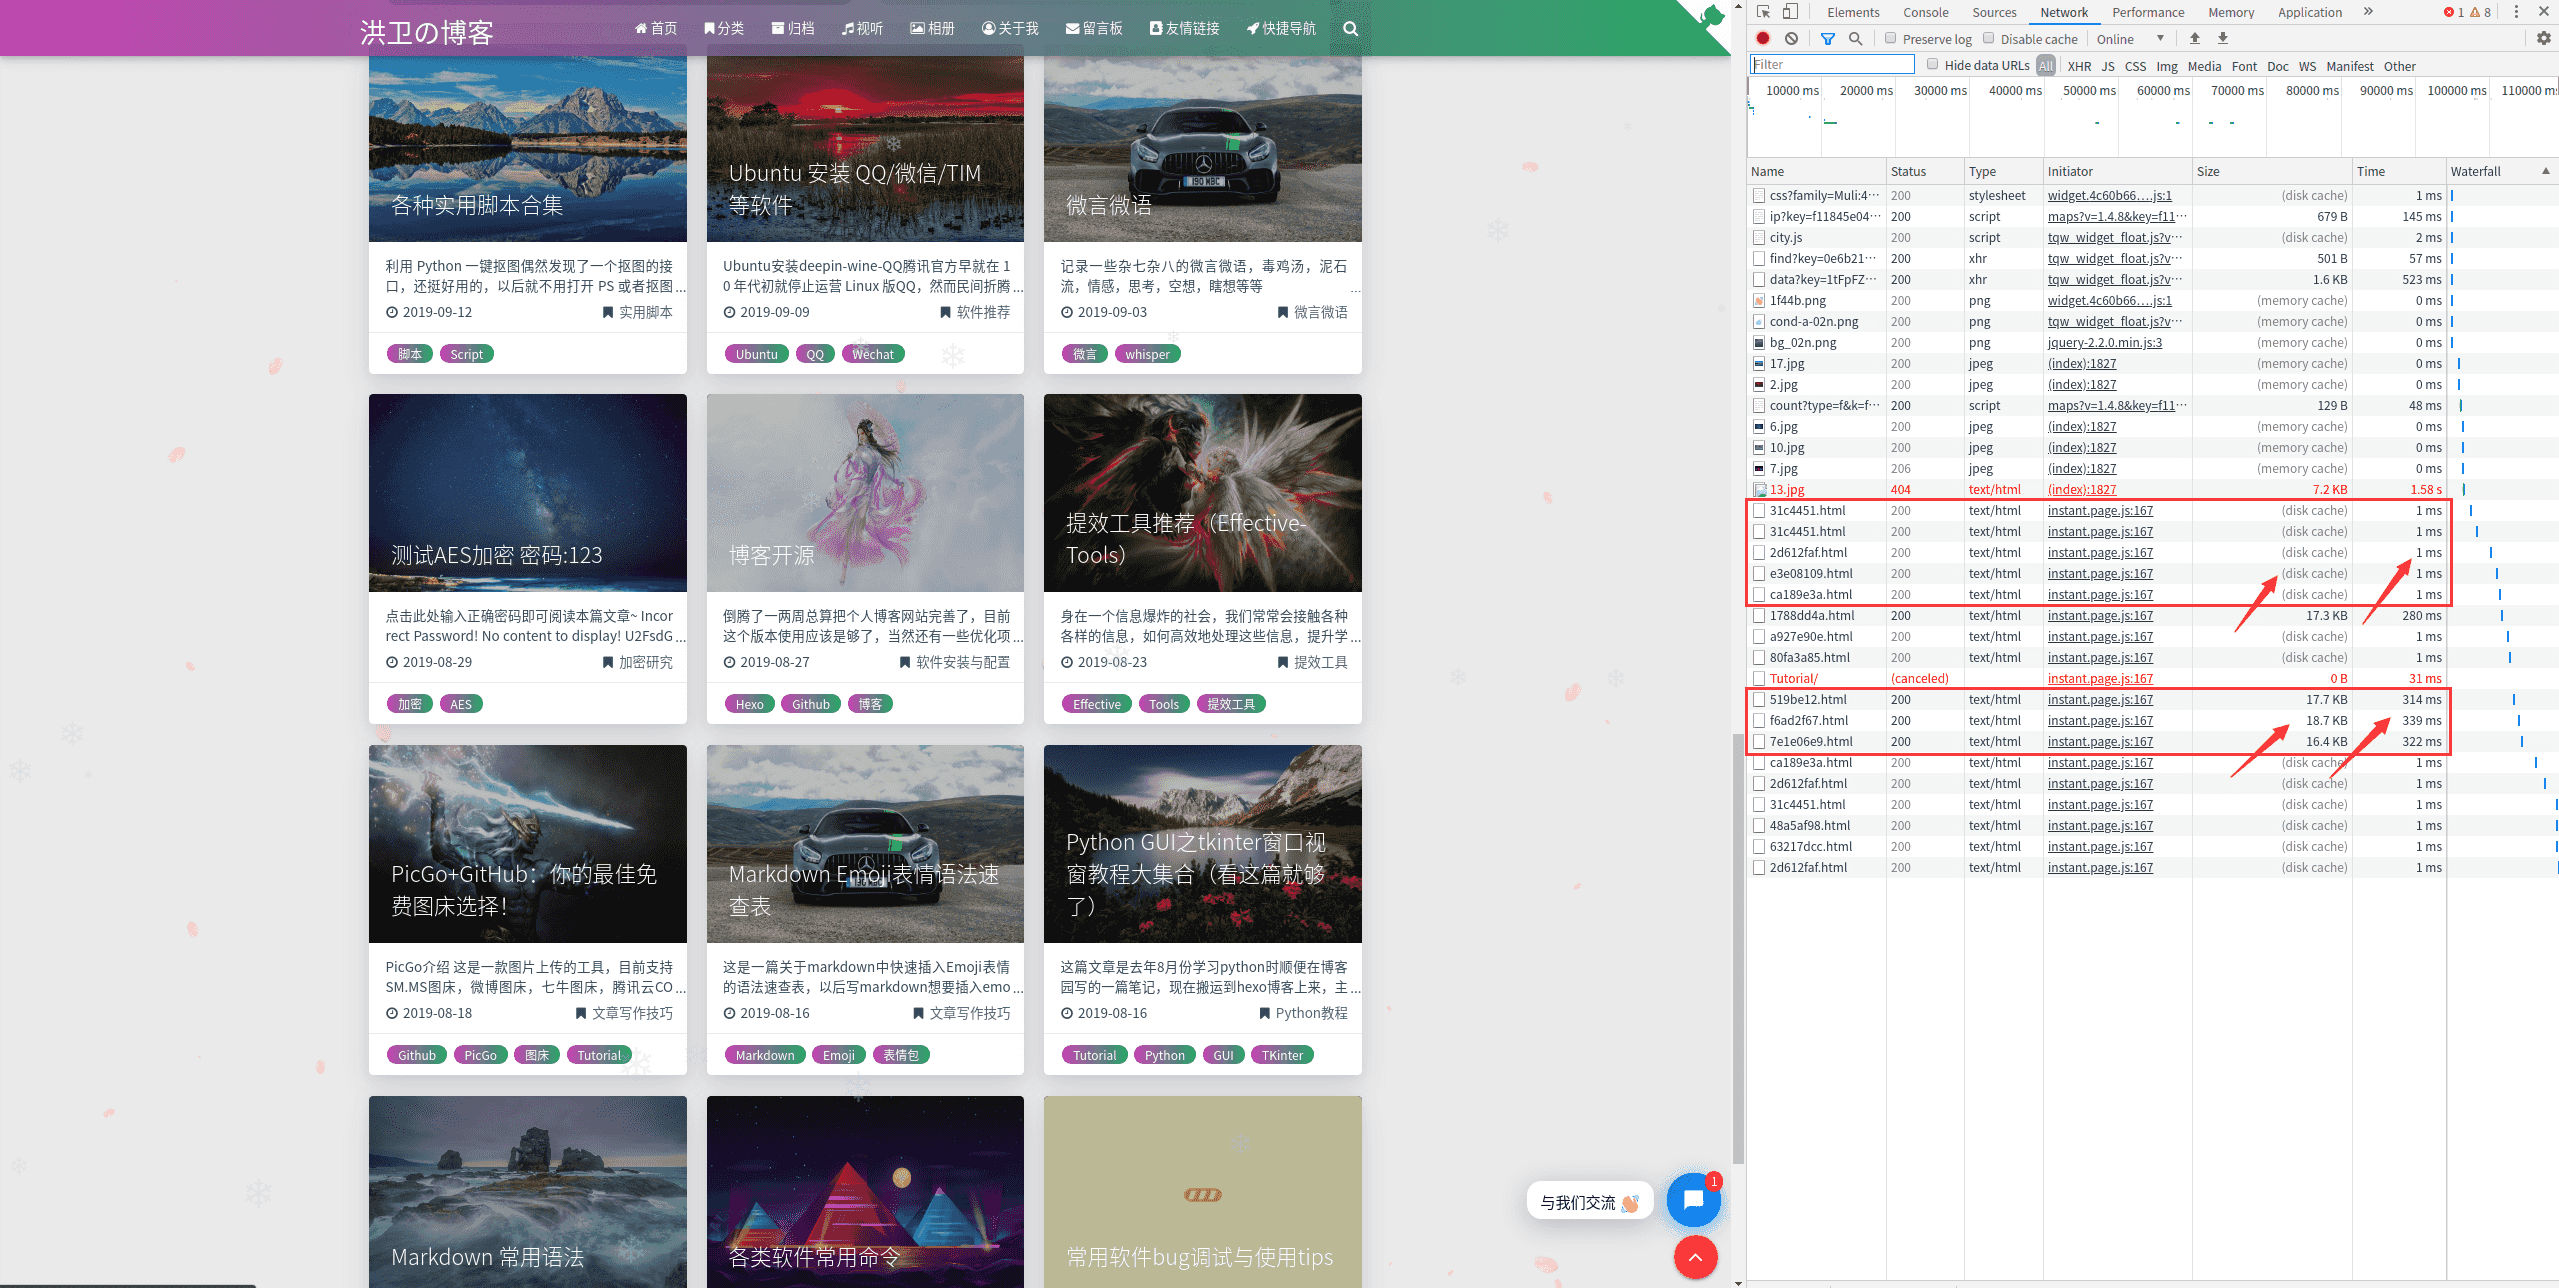 洪卫の博客
首页 分类 归档 视听 相册 关于我 留言板 友情链接 快捷导航
各种实用脚本合集
利用 Python 一键抠图偶然发现了一个抠图的接
口，还挺好用的，以后就不用打开 PS 或者抠图...
2019-09-12 实用脚本
脚本 Script
Ubuntu 安装 QQ/微信/TIM
等软件
Ubuntu安装deepin-wine-QQ腾讯官方早就在 1
0 年代初就停止运营 Linux 版QQ，然而民间折腾...
2019-09-09 软件推荐
Ubuntu QQ Wechat
190 MBC
微言微语
记录一些杂七杂八的微言微语，毒鸡汤，泥石
流，情感，思考，空想，瞎想等等 ...
2019-09-03 微言微语
微言 whisper
测试AES加密 密码:123
点击此处输入正确密码即可阅读本篇文章~ Incor
rect Password! No content to display! U2FsdG...
2019-08-29 加密研究
加密 AES
博客开源
倒腾了一两周总算把个人博客网站完善了，目前
这个版本使用应该是够了，当然还有一些优化项...
2019-08-27 软件安装与配置
Hexo Github 博客
提效工具推荐（Effective-
Tools）
身在一个信息爆炸的社会，我们常常会接触各种
各样的信息，如何高效地处理这些信息，提升学...
2019-08-23 提效工具
Effective Tools 提效工具
PicGo+GitHub：你的最佳免
费图床选择！
PicGo介绍 这是一款图片上传的工具，目前支持
SM.MS图床，微博图床，七牛图床，腾讯云CO...
2019-08-18 文章写作技巧
Github PicGo 图床 Tutorial
Markdown Emoji表情语法速
查表
这是一篇关于markdown中快速插入Emoji表情
的语法速查表，以后写markdown想要插入emo...
2019-08-16 文章写作技巧
Markdown Emoji 表情包
Python GUI之tkinter窗口视
窗教程大集合（看这篇就够
了）
这篇文章是去年8月份学习python时顺便在博客
园写的一篇笔记，现在搬运到hexo博客上来，主...
2019-08-16 Python教程
Tutorial Python GUI TKinter
Markdown 常用语法
各类软件常用命令
常用软件bug调试与使用tips
与我们交流
1
Elements Console Sources Network Performance Memory Application » 1 8
Preserve log Disable cache Online
Filter Hide data URLs All XHR JS CSS Img Media Font Doc WS Manifest Other
10000 ms 20000 ms 30000 ms 40000 ms 50000 ms 60000 ms 70000 ms 80000 ms 90000 ms 100000 ms 110000 ms
Name Status Type Initiator Size Time Waterfall
css?family=Muli:4… 200 stylesheet widget.4c60b66….js:1 (disk cache) 1 ms
ip?key=f11845e04… 200 script maps?v=1.4.8&key=f11… 679 B 145 ms
city.js 200 script tqw_widget_float.js?v… (disk cache) 2 ms
find?key=0e6b21… 200 xhr tqw_widget_float.js?v… 501 B 57 ms
data?key=1tFpFZ… 200 xhr tqw_widget_float.js?v… 1.6 KB 523 ms
1f44b.png 200 png widget.4c60b66….js:1 (memory cache) 0 ms
cond-a-02n.png 200 png tqw_widget_float.js?v… (memory cache) 0 ms
bg_02n.png 200 png jquery-2.2.0.min.js:3 (memory cache) 0 ms
17.jpg 200 jpeg (index):1827 (memory cache) 0 ms
2.jpg 200 jpeg (index):1827 (memory cache) 0 ms
count?type=f&k=f… 200 script maps?v=1.4.8&key=f11… 129 B 48 ms
6.jpg 200 jpeg (index):1827 (memory cache) 0 ms
10.jpg 200 jpeg (index):1827 (memory cache) 0 ms
7.jpg 206 jpeg (index):1827 (memory cache) 0 ms
13.jpg 404 text/html (index):1827 7.2 KB 1.58 s
31c4451.html 200 text/html instant.page.js:167 (disk cache) 1 ms
31c4451.html 200 text/html instant.page.js:167 (disk cache) 1 ms
2d612faf.html 200 text/html instant.page.js:167 (disk cache) 1 ms
e3e08109.html 200 text/html instant.page.js:167 (disk cache) 1 ms
ca189e3a.html 200 text/html instant.page.js:167 (disk cache) 1 ms
1788dd4a.html 200 text/html instant.page.js:167 17.3 KB 280 ms
a927e90e.html 200 text/html instant.page.js:167 (disk cache) 1 ms
80fa3a85.html 200 text/html instant.page.js:167 (disk cache) 1 ms
Tutorial/ (canceled) instant.page.js:167 0 B 31 ms
519be12.html 200 text/html instant.page.js:167 17.7 KB 314 ms
f6ad2f67.html 200 text/html instant.page.js:167 18.7 KB 339 ms
7e1e06e9.html 200 text/html instant.page.js:167 16.4 KB 322 ms
ca189e3a.html 200 text/html instant.page.js:167 (disk cache) 1 ms
2d612faf.html 200 text/html instant.page.js:167 (disk cache) 1 ms
31c4451.html 200 text/html instant.page.js:167 (disk cache) 1 ms
48a5af98.html 200 text/html instant.page.js:167 (disk cache) 1 ms
63217dcc.html 200 text/html instant.page.js:167 (disk cache) 1 ms
2d612faf.html 200 text/html instant.page.js:167 (disk cache) 1 ms